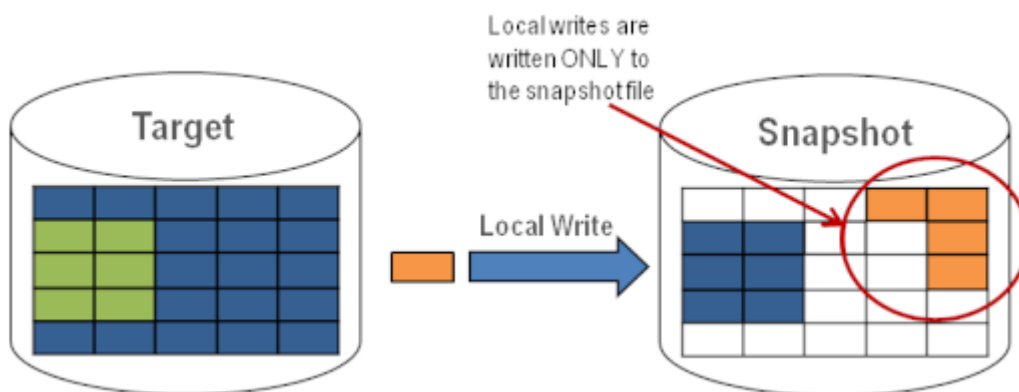 Local writes are
written ONLY to
the snapshot file
Target
Snapshot
Local Write